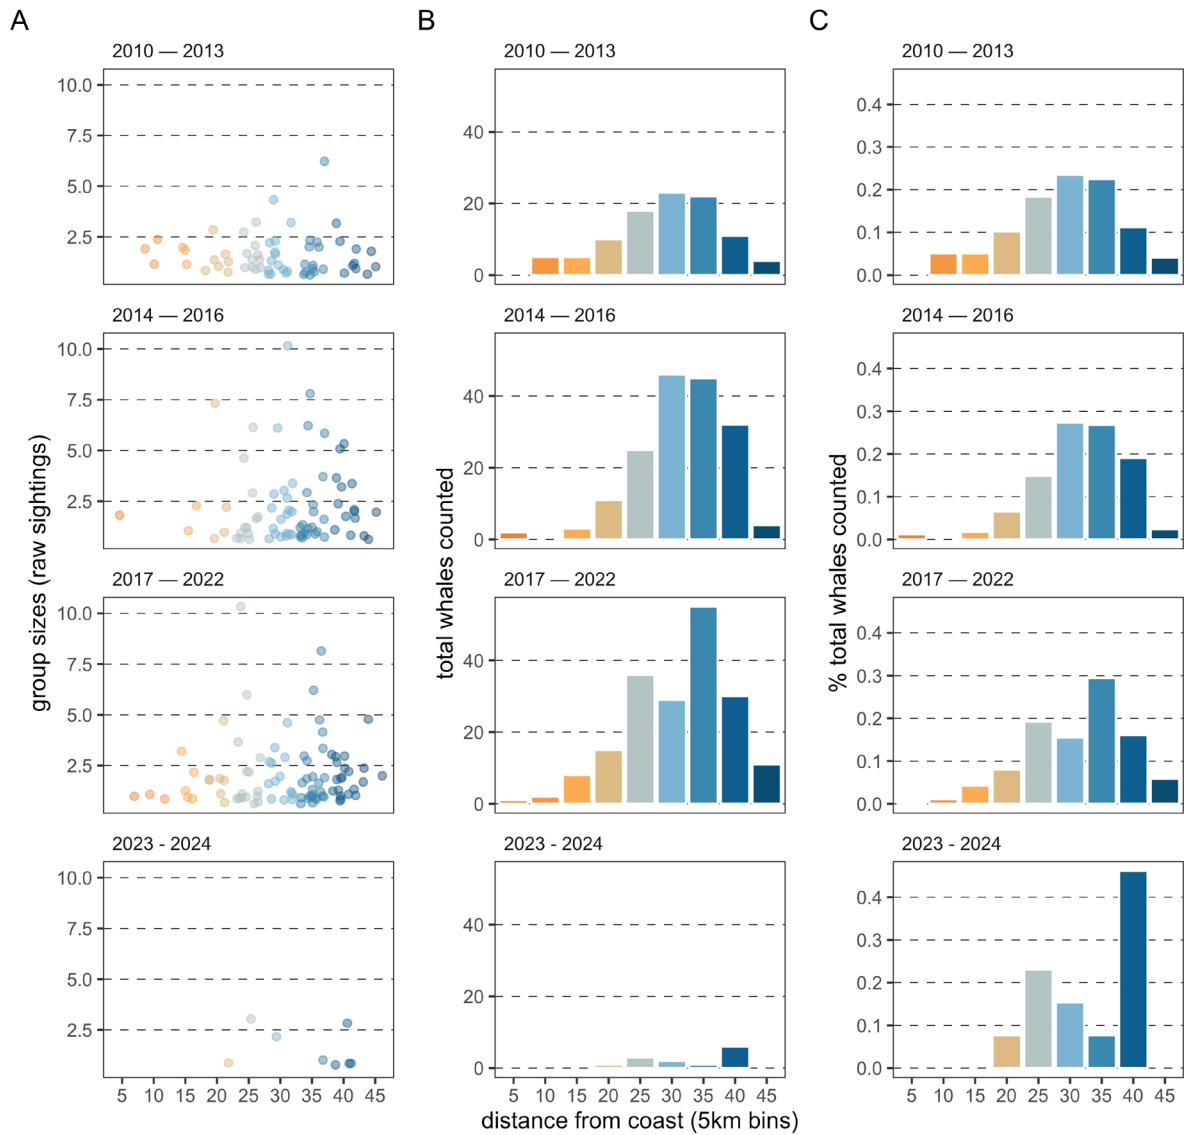 A
B
C
2010 — 2013
2010 — 2013
2010 — 2013
10.0
7.5
5.0
2.5
40
20
0
0.4
0.3
0.2
0.1
0.0
2014 — 2016
2014 — 2016
2014 — 2016
10.0
7.5
5.0
2.5
40
20
0
0.4
0.3
0.2
0.1
0.0
group sizes (raw sightings)
total whales counted
% total whales counted
2017 — 2022
2017 — 2022
2017 — 2022
10.0
7.5
5.0
2.5
40
20
0
0.4
0.3
0.2
0.1
0.0
2023 - 2024
2023 - 2024
2023 - 2024
10.0
7.5
5.0
2.5
40
20
0
0.4
0.3
0.2
0.1
0.0
5 10 15 20 25 30 35 40 45
5 10 15 20 25 30 35 40 45
5 10 15 20 25 30 35 40 45
distance from coast (5km bins)